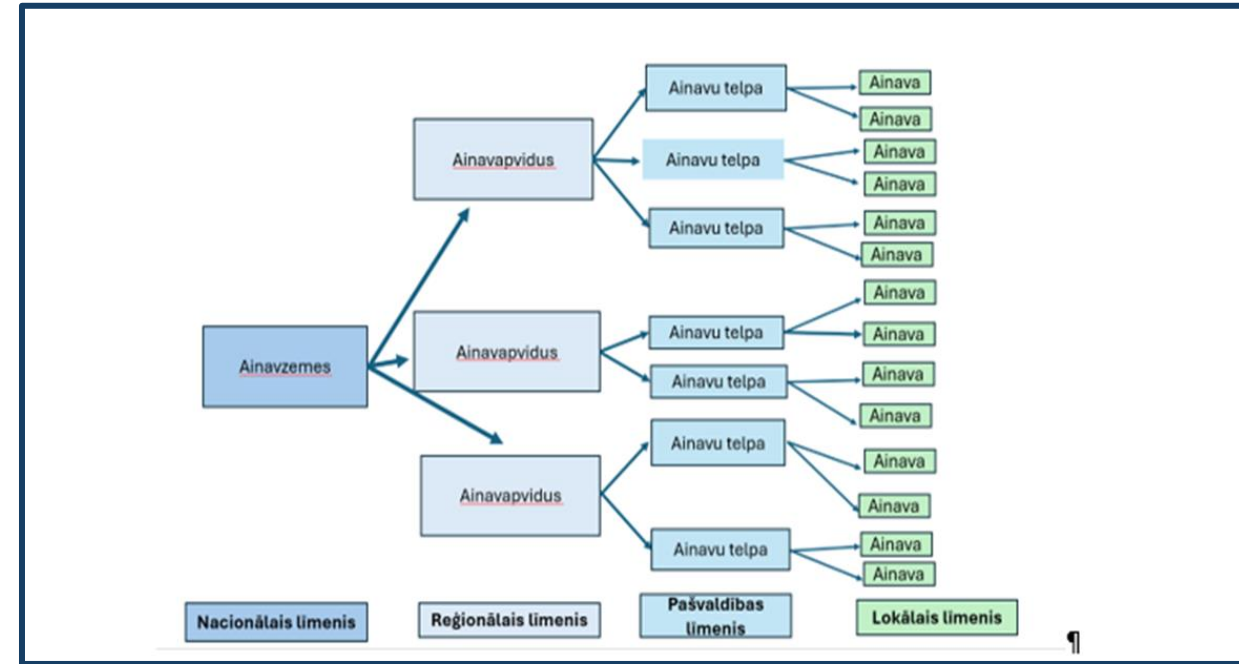 Ainavu telpa
Ainava
Ainava
Ainavapvidus
Ainavu telpa
Ainava
Ainava
Ainavu telpa
Ainava
Ainava
Ainavzemes
Ainavapvidus
Ainavu telpa
Ainava
Ainava
Ainavu telpa
Ainava
Ainava
Ainavapvidus
Ainavu telpa
Ainava
Ainava
Ainavu telpa
Ainava
Ainava
Nacionālais līmenis
Reģionālais līmenis
Pašvaldības
līmenis
Lokālais līmenis
¶